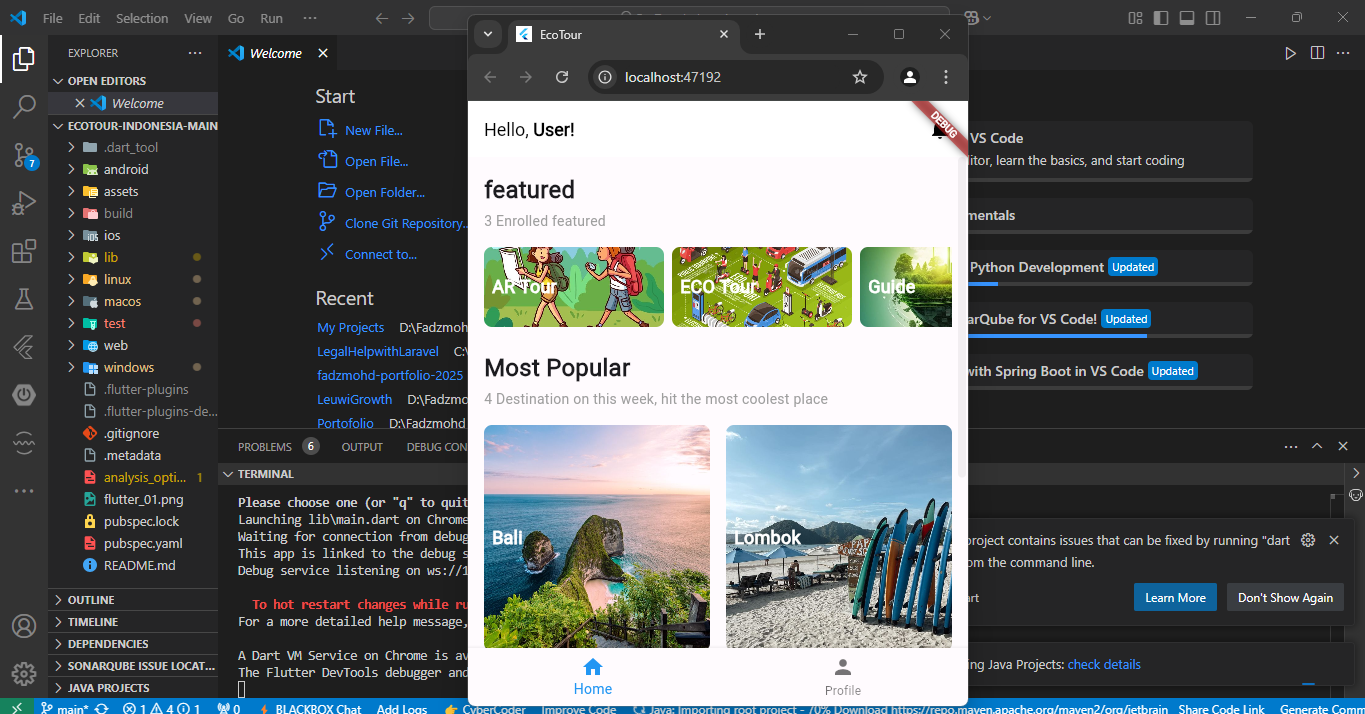 File Edit Selection View Go Run ···
EXPLORER
OPEN EDITORS
Welcome
ECOTOUR-INDONESIA-MAIN
.dart_tool
android
assets
build
ios
lib
linux
macos
test
web
windows
.flutter-plugins
.flutter-plugins-de...
.gitignore
.metadata
analysis_opti... 1
flutter_01.png
pubspec.lock
pubspec.yaml
README.md
OUTLINE
TIMELINE
DEPENDENCIES
SONARQUBE ISSUE LOCAT...
JAVA PROJECTS
7
Welcome
Start
New File...
Open File...
Open Folder...
Clone Git Repository...
Connect to...
Recent
My Projects D:\Fadzmoh
LegalHelpwithLaravel C:\
fadzmohd-portfolio-2025
LeuwiGrowth D:\Fadzmo
Portofolio D:\Fadzmohd
VS Code
ditor, learn the basics, and start coding
mentals
Python Development Updated
arQube for VS Code! Updated
with Spring Boot in VS Code Updated
PROBLEMS 6 OUTPUT DEBUG CON
TERMINAL
Please choose one (or "q" to quit
Launching lib\main.dart on Chrome
Waiting for connection from debug
This app is linked to the debug s
Debug service listening on ws://1
To hot restart changes while ru
For a more detailed help message,
A Dart VM Service on Chrome is av
The Flutter DevTools debugger and
EcoTour
localhost:47192
Hello, User!
DEBUG
featured
3 Enrolled featured
AR Tour
ECO Tour
Guide
Most Popular
4 Destination on this week, hit the most coolest place
Bali
Lombok
Home
Profile
project contains issues that can be fixed by running "dart
om the command line.
art
Learn More
Don't Show Again
ing Java Projects: check details
main* 1 4 1 0 BLACKBOX Chat Add Logs CyberCoder Improve Code Java: Importing root project - 70% Download https://repo.maven.apache.org/maven2/org/jetbrain Share Code Link Generate Comm